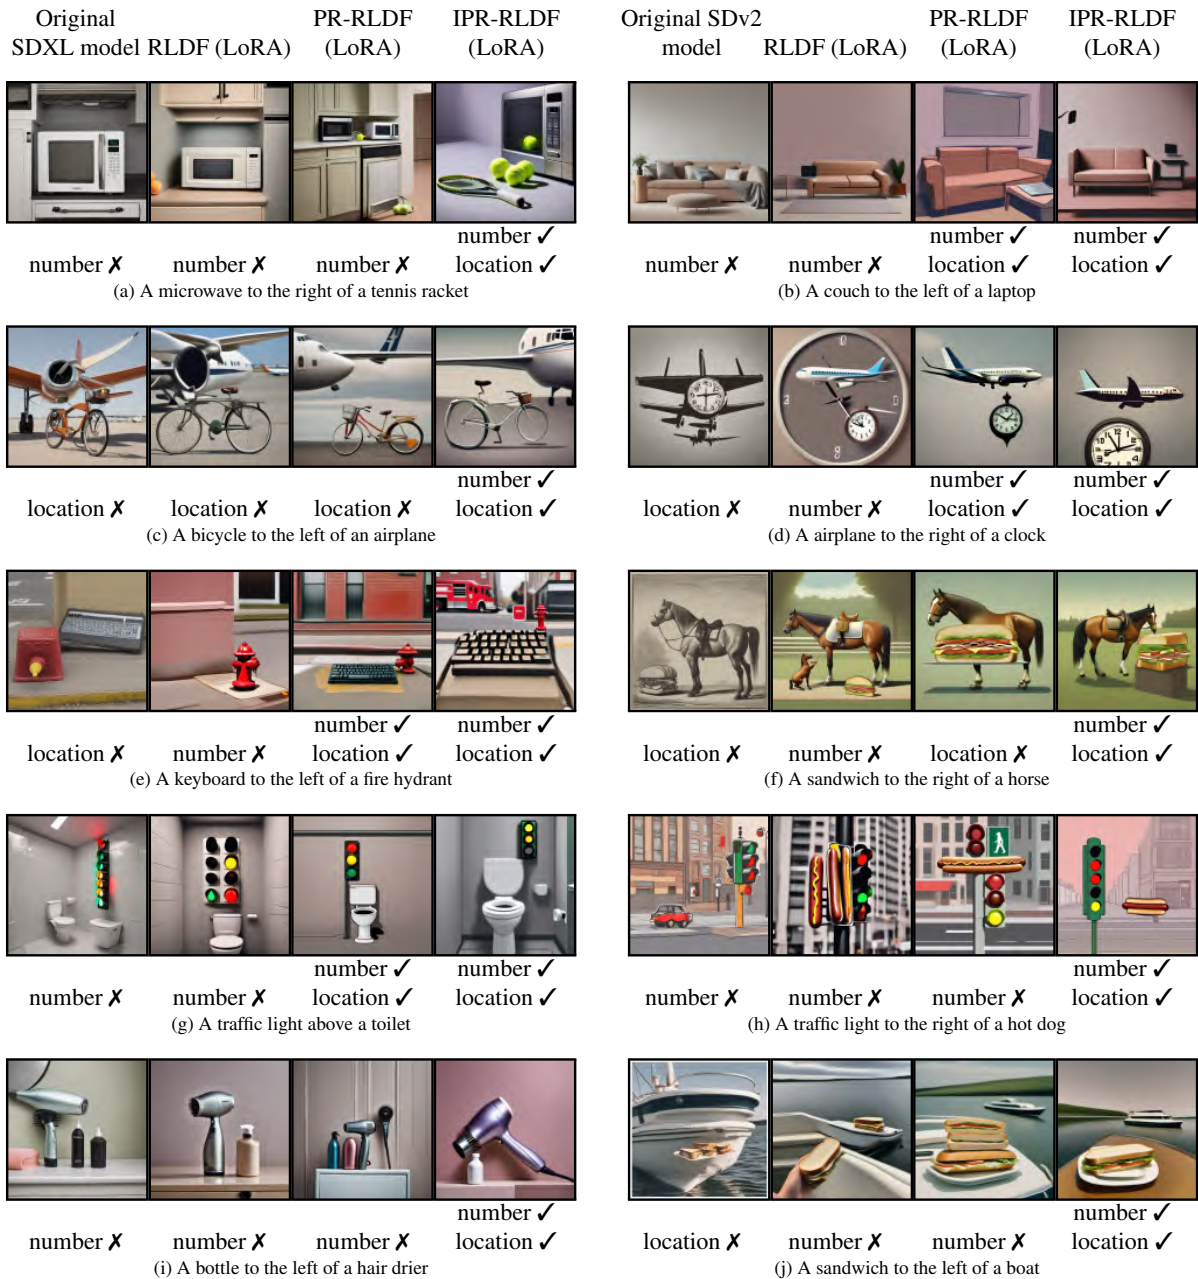 Original
SDXL model RLDF (LoRA)
PR-RLDF
(LoRA)
IPR-RLDF
(LoRA)
Original SDv2
model
RLDF (LoRA)
PR-RLDF
(LoRA)
IPR-RLDF
(LoRA)
number ✓
number ✗ number ✗ number ✗ location ✓
(a) A microwave to the right of a tennis racket
number ✓ number ✓
number ✗ number ✗ location ✓ location ✓
(b) A couch to the left of a laptop
number ✓
location ✗ location ✗ location ✗ location ✓
(c) A bicycle to the left of an airplane
number ✓ number ✓
location ✗ number ✗ location ✓ location ✓
(d) A airplane to the right of a clock
number ✓ number ✓
location ✗ number ✗ location ✓ location ✓
(e) A keyboard to the left of a fire hydrant
number ✓
location ✗ number ✗ location ✗ location ✓
(f) A sandwich to the right of a horse
number ✓ number ✓
number ✗ number ✗ location ✓ location ✓
(g) A traffic light above a toilet
number ✓
number ✗ number ✗ number ✗ location ✓
(h) A traffic light to the right of a hot dog
number ✓
number ✗ number ✗ number ✗ location ✓
(i) A bottle to the left of a hair drier
number ✓
location ✗ number ✗ number ✗ location ✓
(j) A sandwich to the left of a boat